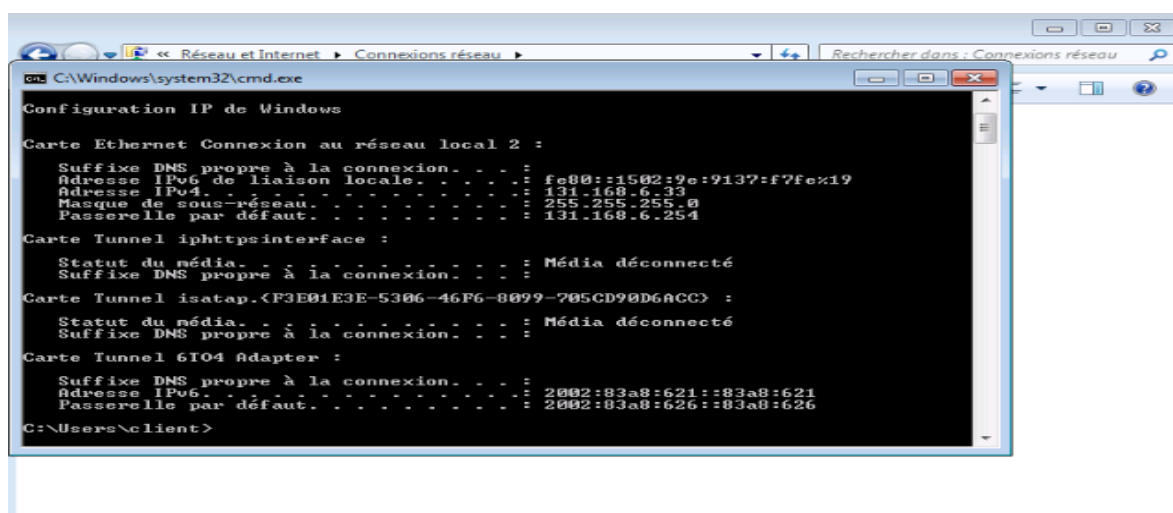 « Réseau et Internet ▸ Connexions réseau ▸
Rechercher dans : Connexions réseau
C:\Windows\system32\cmd.exe
Configuration IP de Windows
Carte Ethernet Connexion au réseau local 2 :
Suffixe DNS propre à la connexion. . . :
Adresse IPv6 de liaison locale. . . . .: fe80::1502:9e:9137:f7fe%19
Adresse IPv4. . . . . . . . . . . . . .: 131.168.6.33
Masque de sous-réseau. . . . . . . . . : 255.255.255.0
Passerelle par défaut. . . . . . . . . : 131.168.6.254
Carte Tunnel iphttpsinterface :
Statut du média. . . . . . . . . . . . : Média déconnecté
Suffixe DNS propre à la connexion. . . :
Carte Tunnel isatap.{F3E01E3E-5306-46F6-8099-705CD90D6ACC} :
Statut du média. . . . . . . . . . . . : Média déconnecté
Suffixe DNS propre à la connexion. . . :
Carte Tunnel 6TO4 Adapter :
Suffixe DNS propre à la connexion. . . :
Adresse IPv6. . . . . . . . . . . . . .: 2002:83a8:621::83a8:621
Passerelle par défaut. . . . . . . . . : 2002:83a8:626::83a8:626
C:\Users\client>